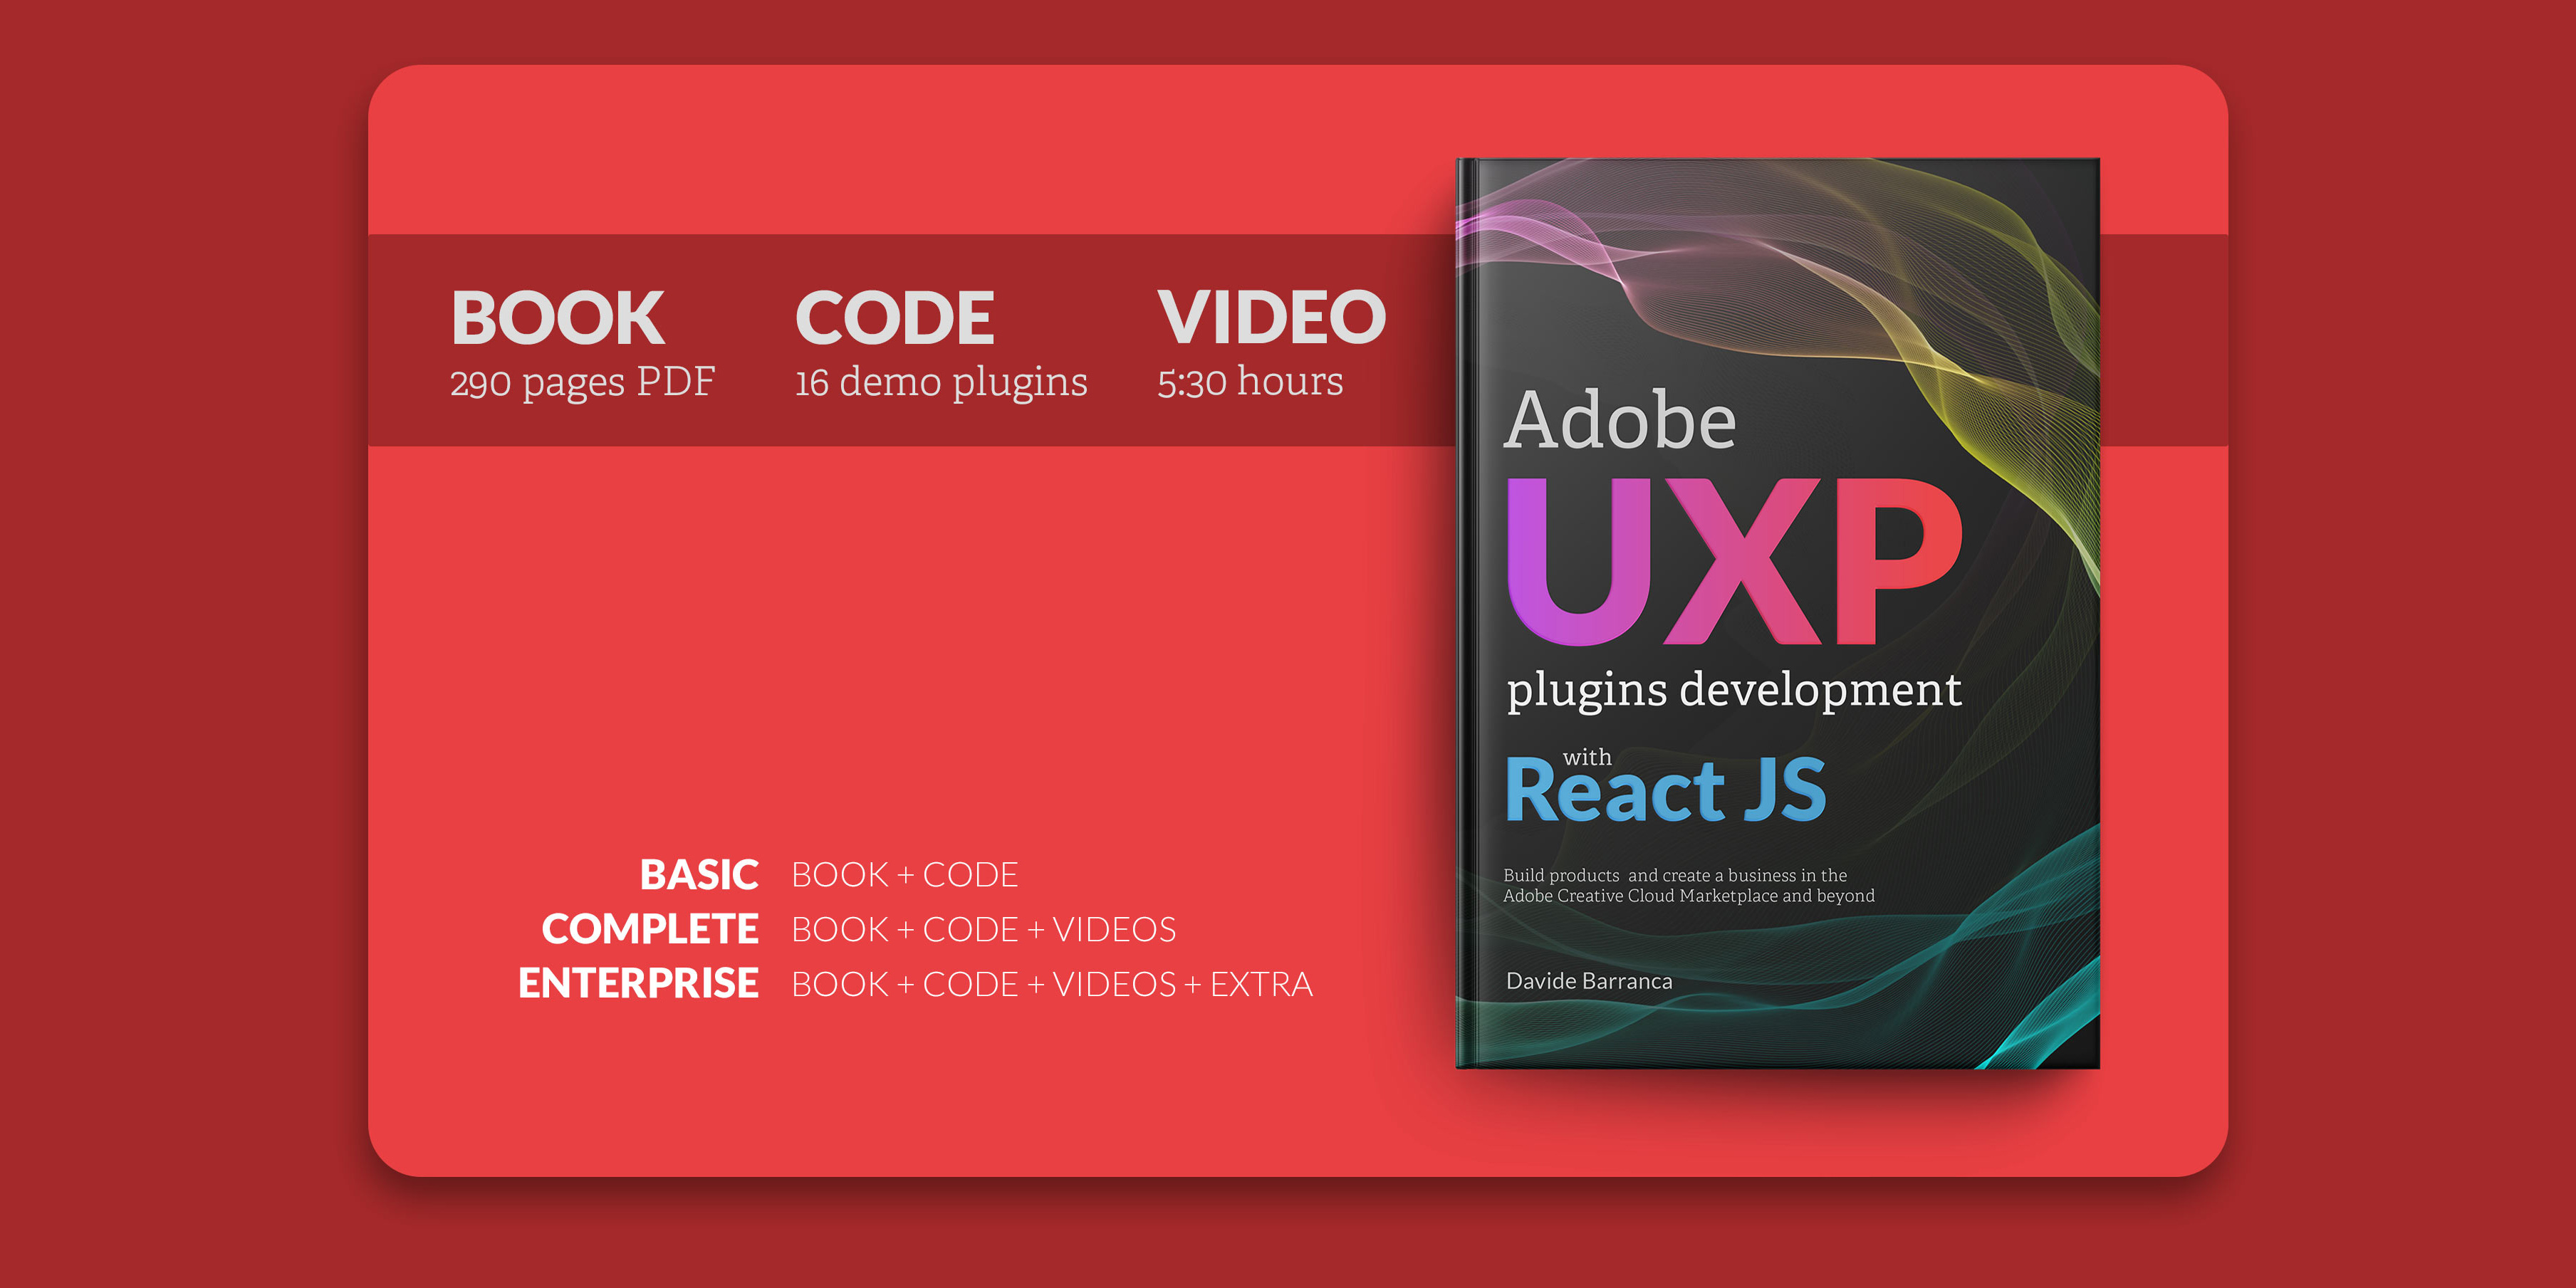 BOOK
290 pages PDF
CODE
16 demo plugins
VIDEO
5:30 hours
BASIC BOOK + CODE
COMPLETE BOOK + CODE + VIDEOS
ENTERPRISE BOOK + CODE + VIDEOS + EXTRA
Adobe
UXP
plugins development
with
React JS
Build products and create a business in the
Adobe Creative Cloud Marketplace and beyond
Davide Barranca